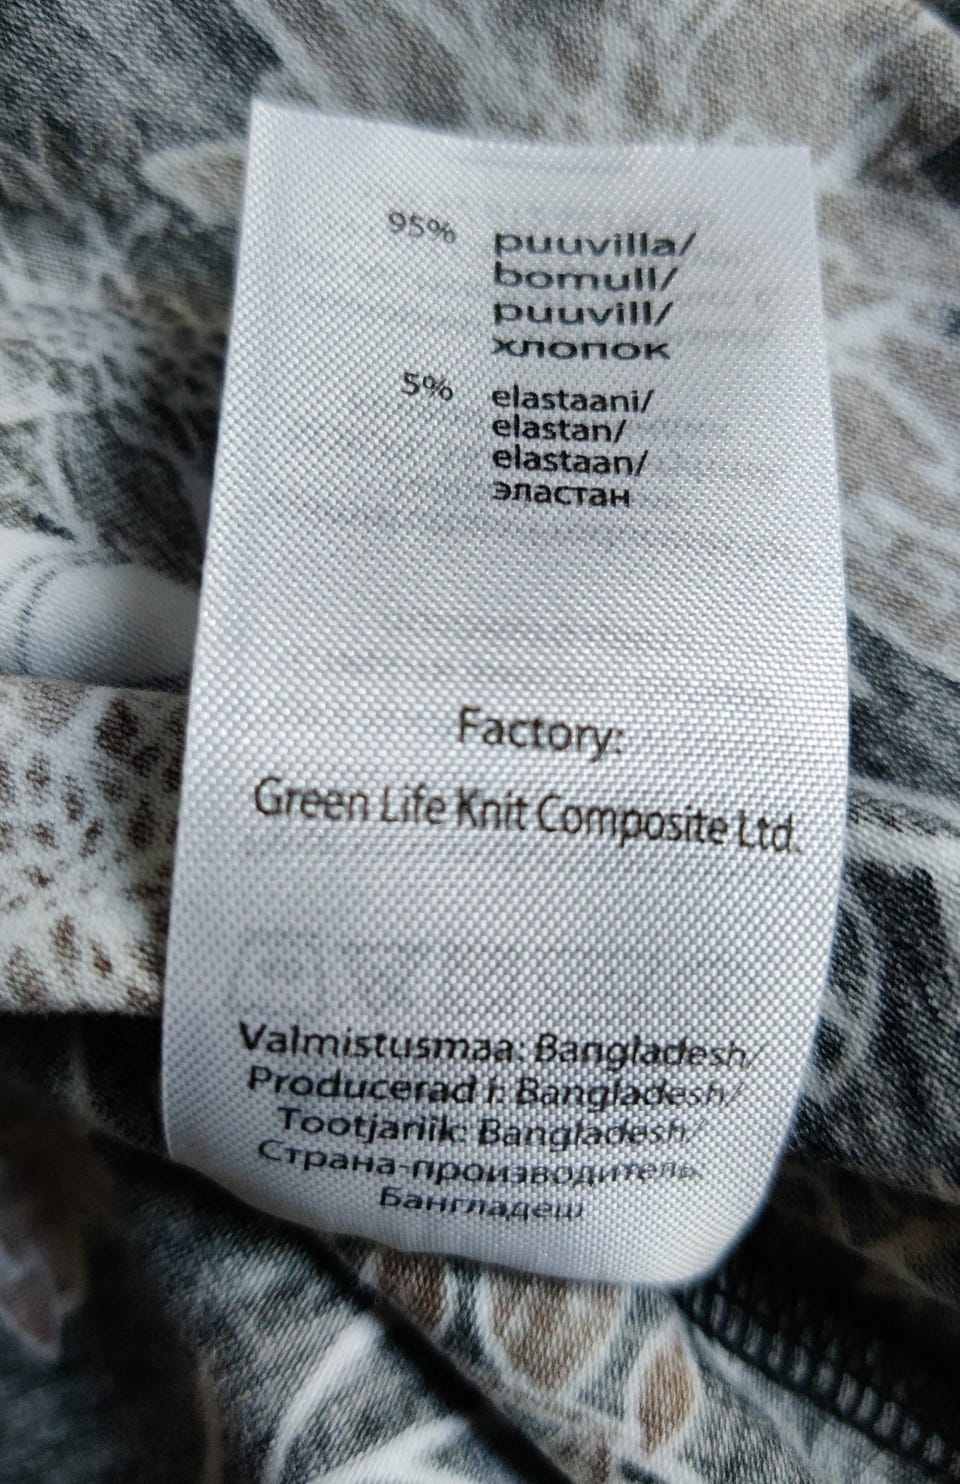 95% puuvilla/
bomull/
puuvill/
хлопок
5% elastaani/
elastan/
elastaan/
эластан
Factory:
Green Life Knit Composite Ltd.
Valmistusmaa: Bangladesh/
Producerad I: Bangladesh/
Tootjariik: Bangladesh/
Страна-производитель:
Бангладеш